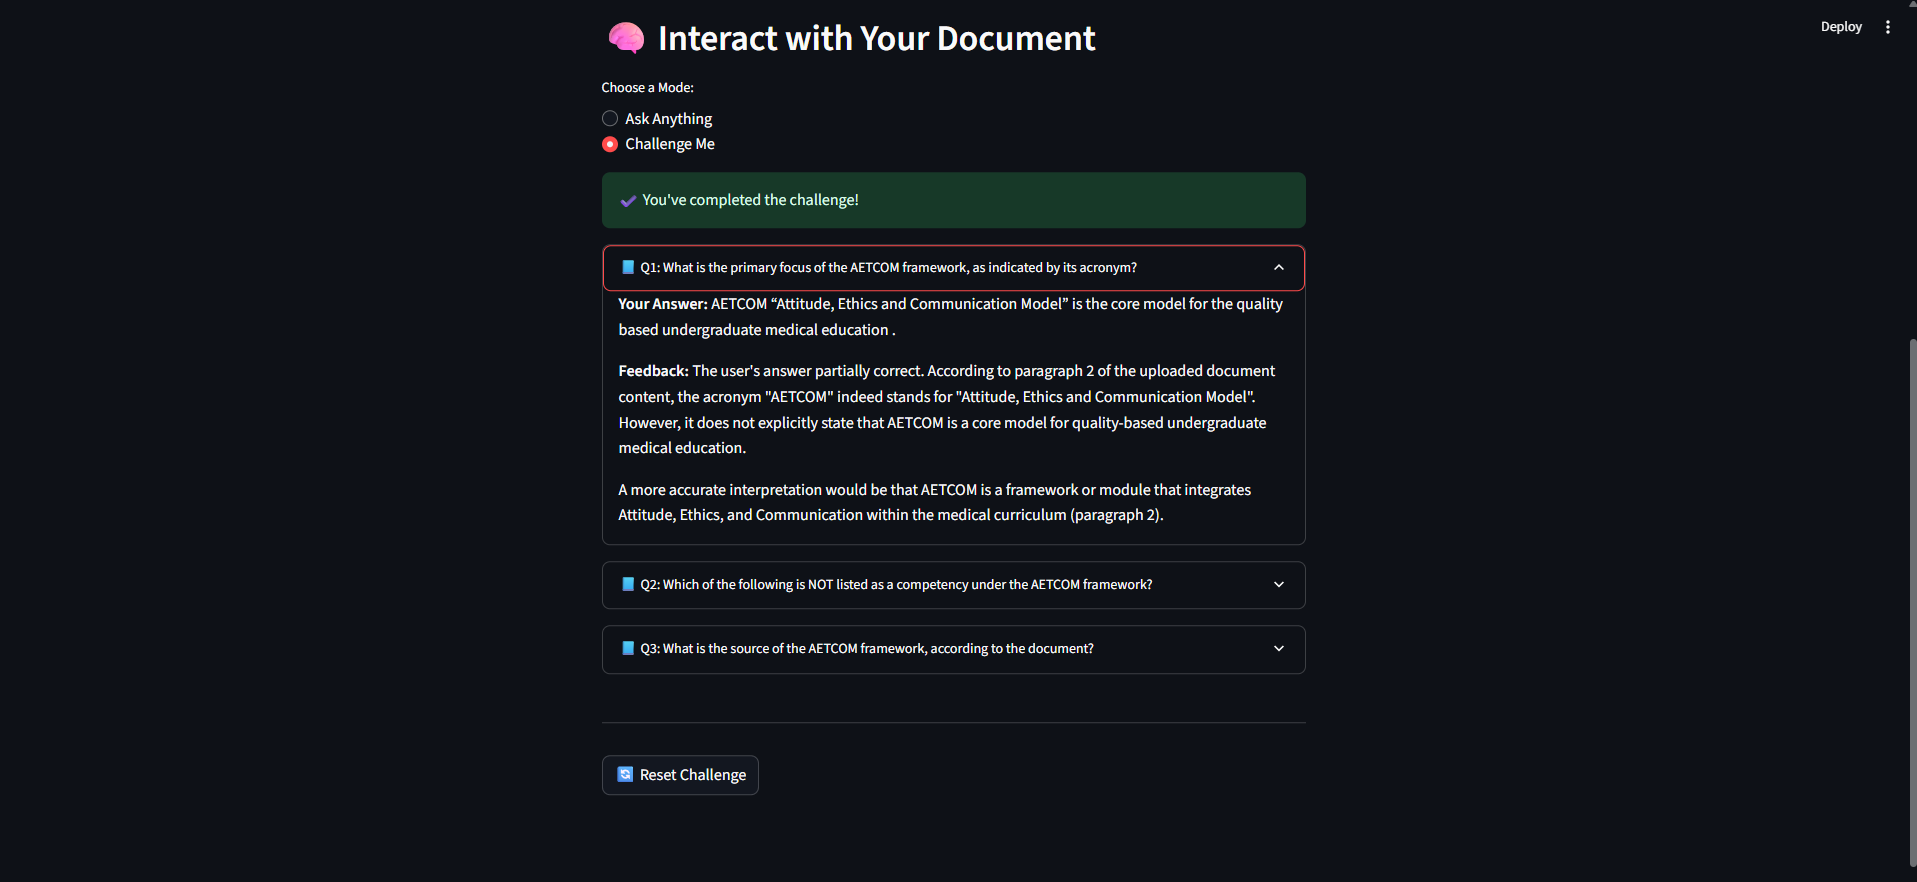 Deploy
Interact with Your Document
Choose a Mode:
Ask Anything
Challenge Me
You've completed the challenge!
Q1: What is the primary focus of the AETCOM framework, as indicated by its acronym?
Your Answer: AETCOM “Attitude, Ethics and Communication Model” is the core model for the quality
based undergraduate medical education .
Feedback: The user's answer partially correct. According to paragraph 2 of the uploaded document
content, the acronym "AETCOM" indeed stands for "Attitude, Ethics and Communication Model".
However, it does not explicitly state that AETCOM is a core model for quality-based undergraduate
medical education.
A more accurate interpretation would be that AETCOM is a framework or module that integrates
Attitude, Ethics, and Communication within the medical curriculum (paragraph 2).
Q2: Which of the following is NOT listed as a competency under the AETCOM framework?
Q3: What is the source of the AETCOM framework, according to the document?
Reset Challenge